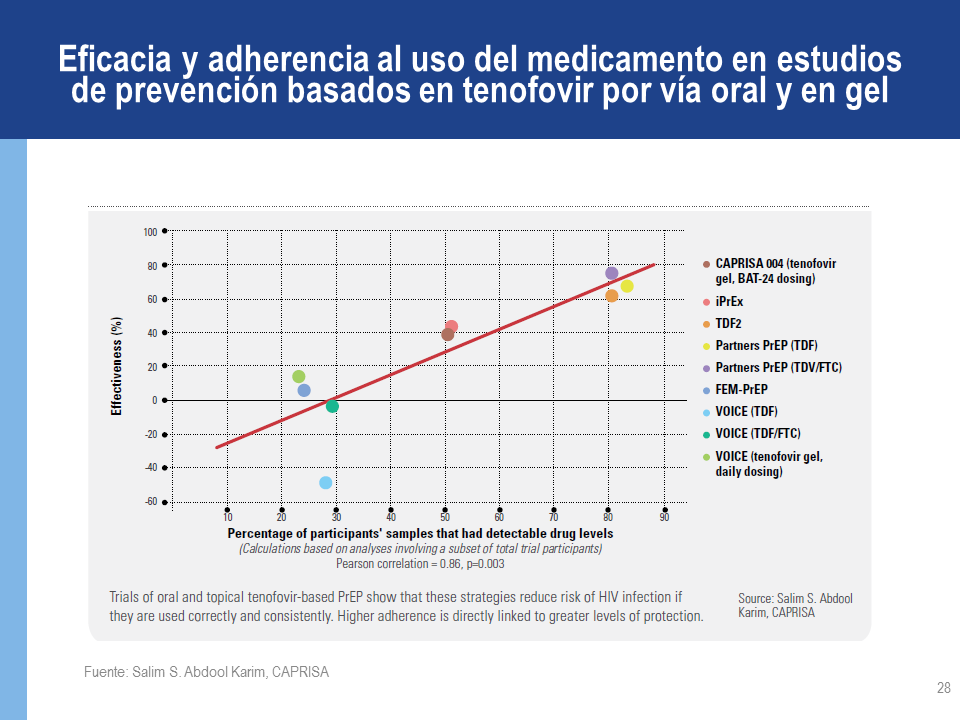 Eficacia y adherencia al uso del medicamento en estudios
de prevención basados en tenofovir por vía oral y en gel
100
80
60
40
20
0
-20
-40
-60
Effectiveness (%)
10 20 30 40 50 60 70 80 90
Percentage of participants' samples that had detectable drug levels
(Calculations based on analyses involving a subset of total trial participants)
Pearson correlation = 0.86, p=0.003
CAPRISA 004 (tenofovir
gel, BAT-24 dosing)
iPrEx
TDF2
Partners PrEP (TDF)
Partners PrEP (TDV/FTC)
FEM-PrEP
VOICE (TDF)
VOICE (TDF/FTC)
VOICE (tenofovir gel,
daily dosing)
Trials of oral and topical tenofovir-based PrEP show that these strategies reduce risk of HIV infection if
they are used correctly and consistently. Higher adherence is directly linked to greater levels of protection.
Source: Salim S. Abdool
Karim, CAPRISA
Fuente: Salim S. Abdool Karim, CAPRISA
28